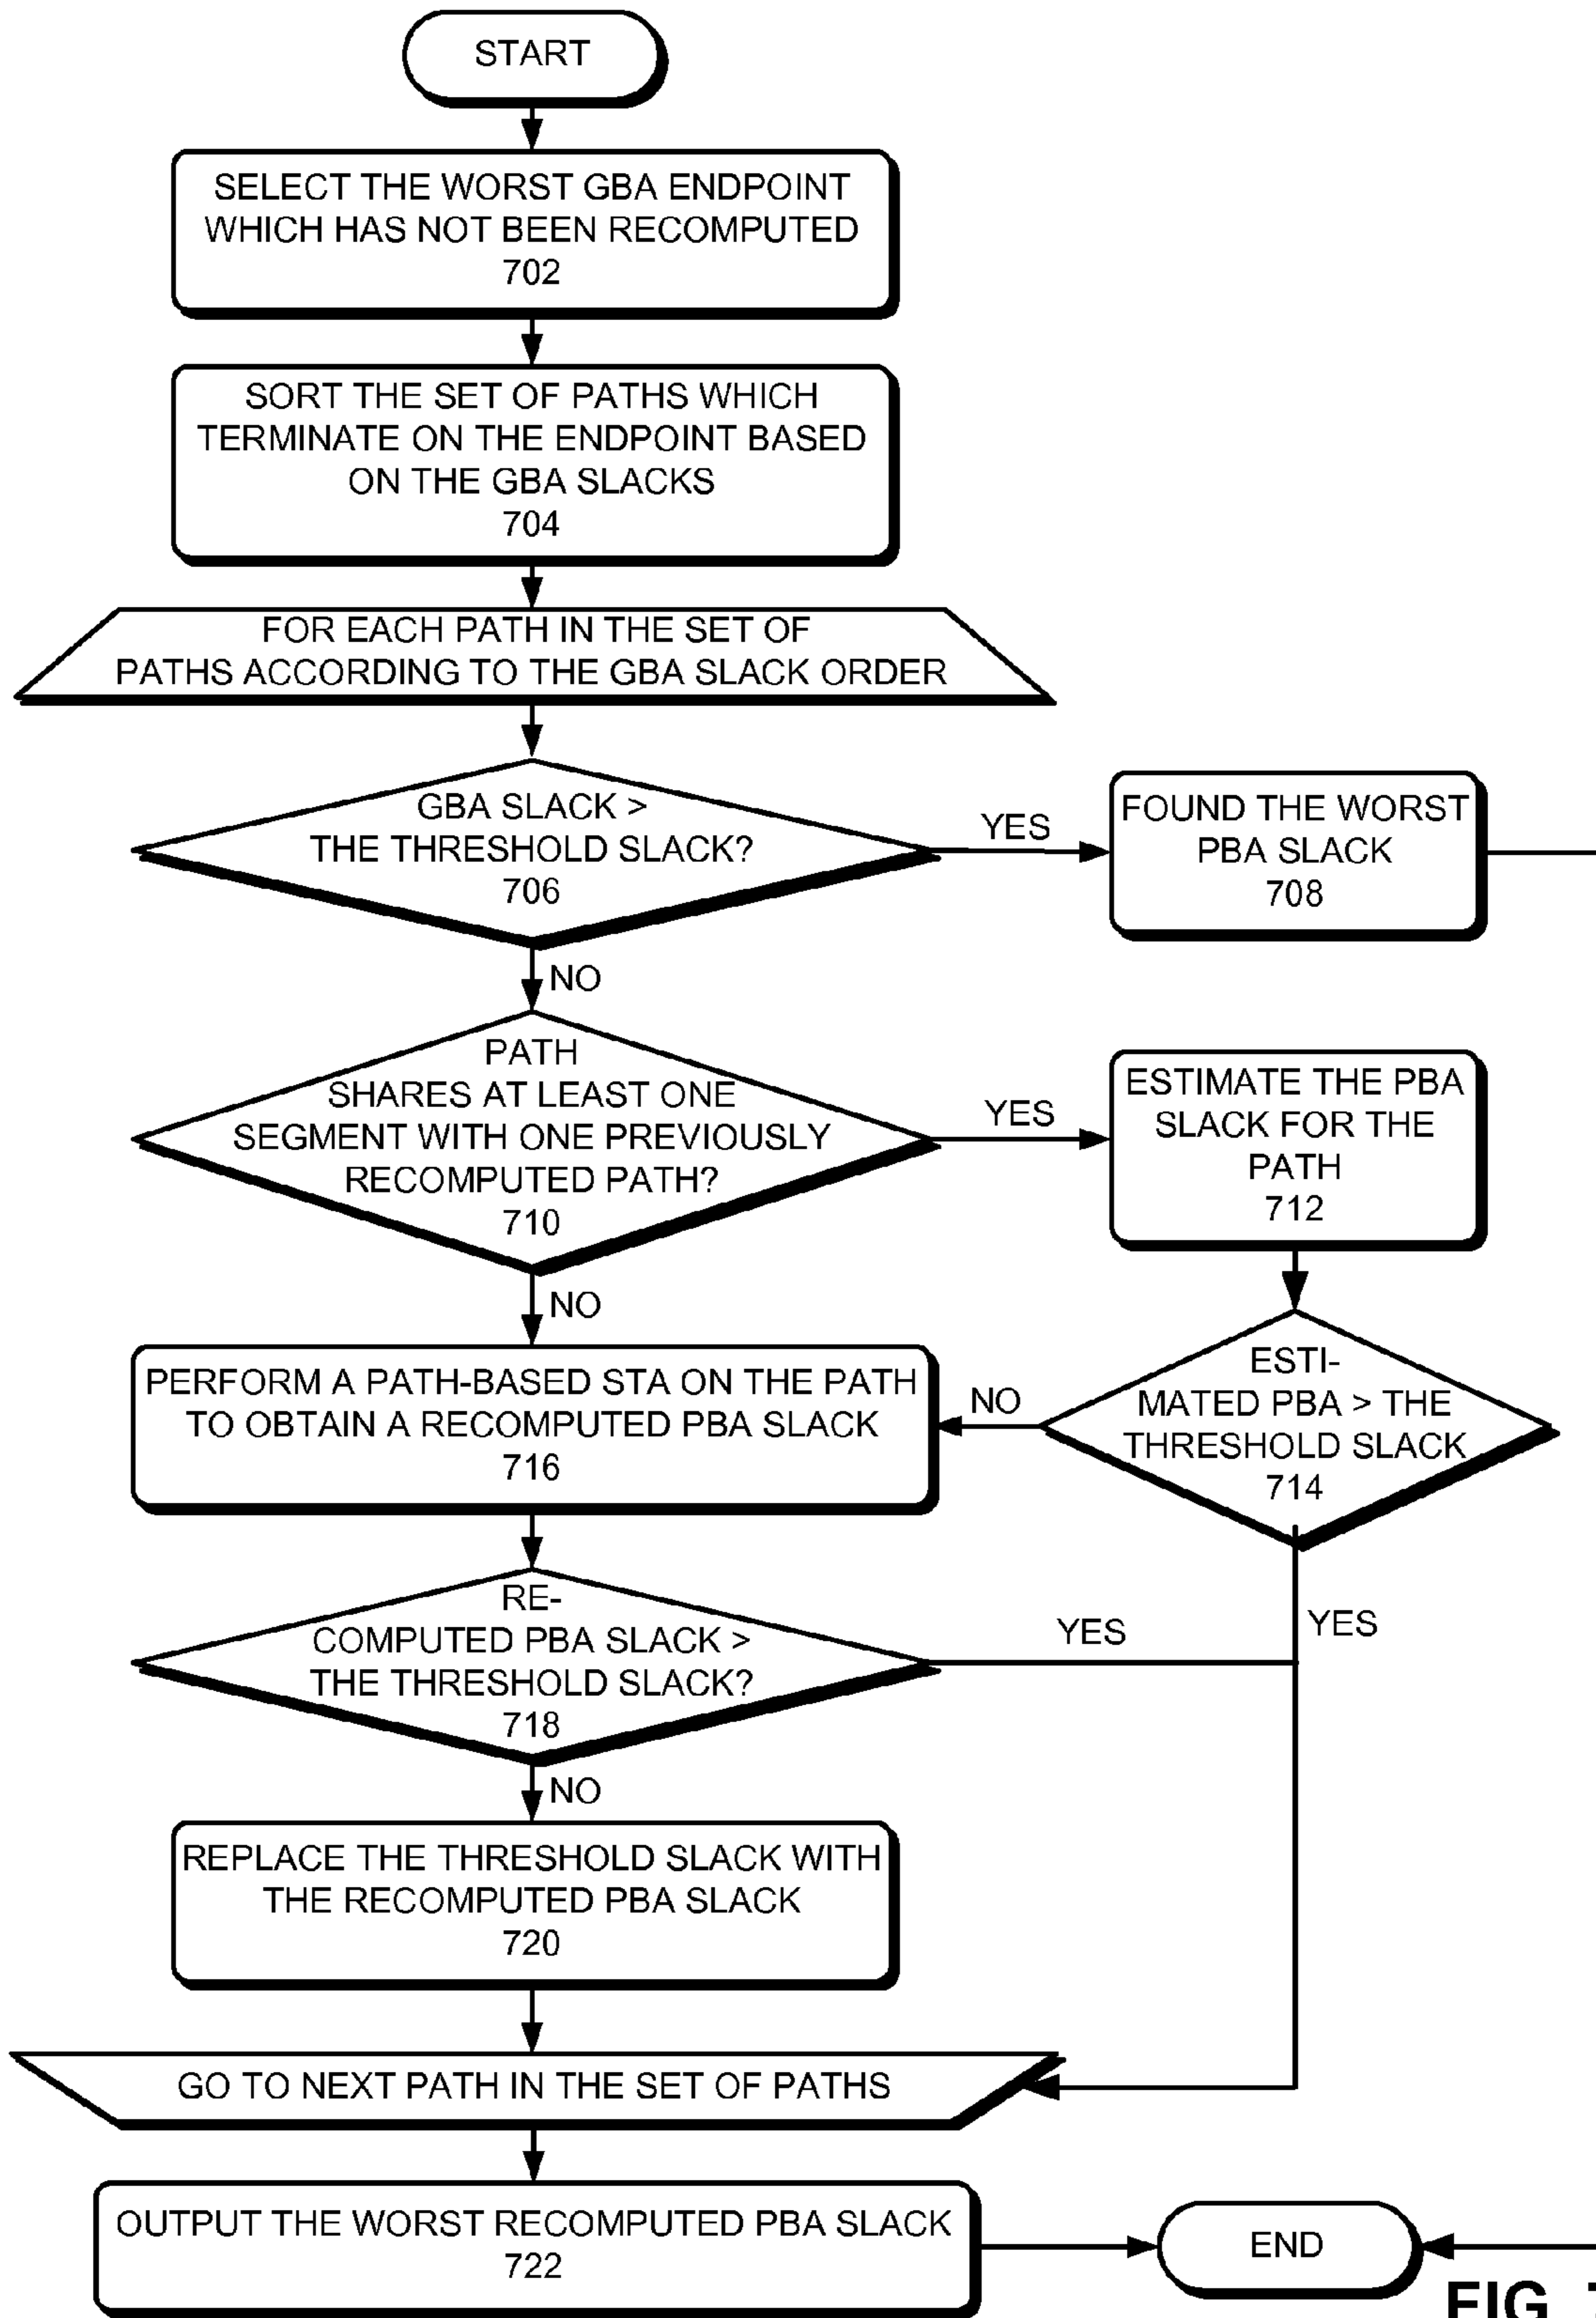 START
SELECT THE WORST GBA ENDPOINT
WHICH HAS NOT BEEN RECOMPUTED
702
SORT THE SET OF PATHS WHICH
TERMINATE ON THE ENDPOINT BASED
ON THE GBA SLACKS
704
FOR EACH PATH IN THE SET OF
PATHS ACCORDING TO THE GBA SLACK ORDER
GBA SLACK >
THE THRESHOLD SLACK?
706
YES
FOUND THE WORST
PBA SLACK
708
NO
PATH
SHARES AT LEAST ONE
SEGMENT WITH ONE PREVIOUSLY
RECOMPUTED PATH?
710
YES
ESTIMATE THE PBA
SLACK FOR THE
PATH
712
NO
PERFORM A PATH-BASED STA ON THE PATH
TO OBTAIN A RECOMPUTED PBA SLACK
716
NO
ESTI-
MATED PBA > THE
THRESHOLD SLACK
714
YES
RE-
COMPUTED PBA SLACK >
THE THRESHOLD SLACK?
718
YES
NO
REPLACE THE THRESHOLD SLACK WITH
THE RECOMPUTED PBA SLACK
720
GO TO NEXT PATH IN THE SET OF PATHS
OUTPUT THE WORST RECOMPUTED PBA SLACK
722
END
FIG.